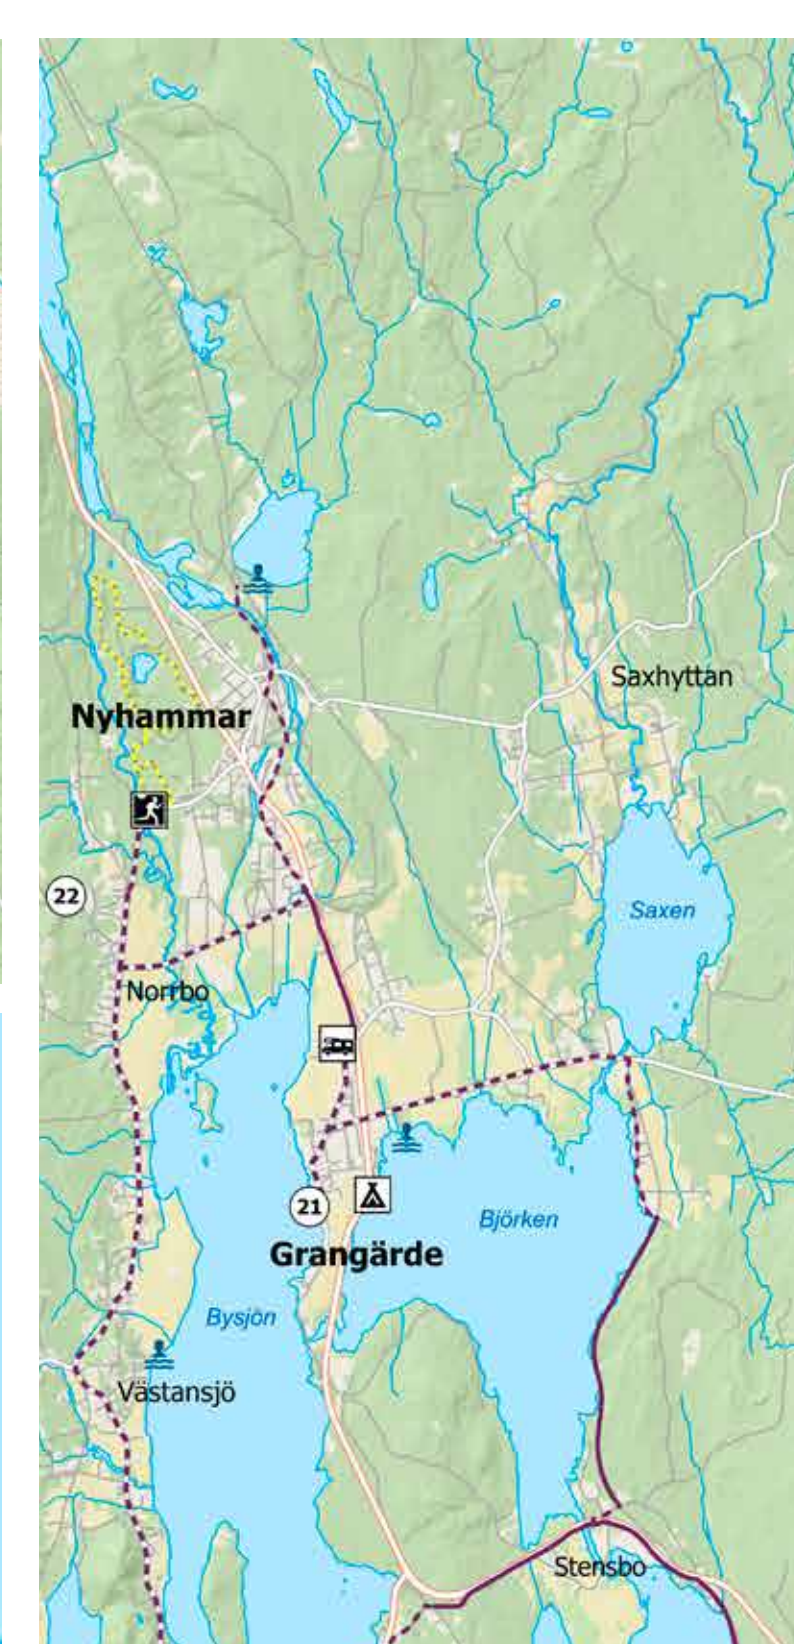 Saxhyttan
Nyhammar
22
Saxen
Norrbo
21
Björken
Grangärde
Bysjön
Västansjö
Stensbo